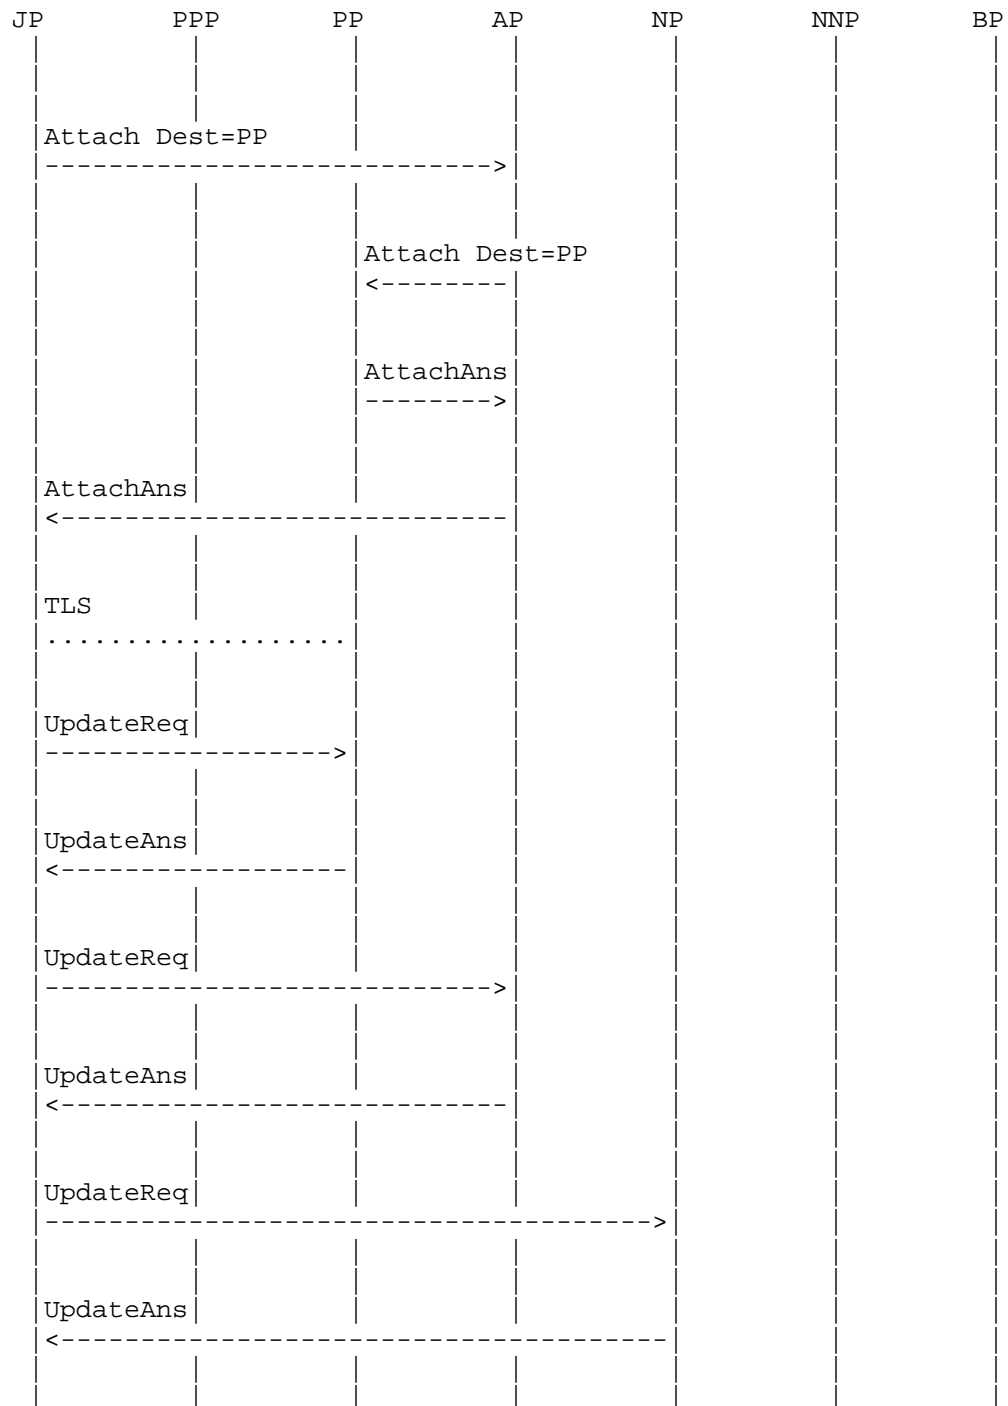 JP PPP PP AP NP NNP BP
Attach Dest=PP
Attach Dest=PP
AttachAns
AttachAns
TLS
UpdateReq
UpdateAns
UpdateReq
UpdateAns
UpdateReq
UpdateAns